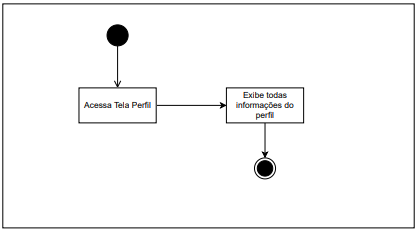 Acessa Tela Perfil
Exibe todas
informações do
perfil